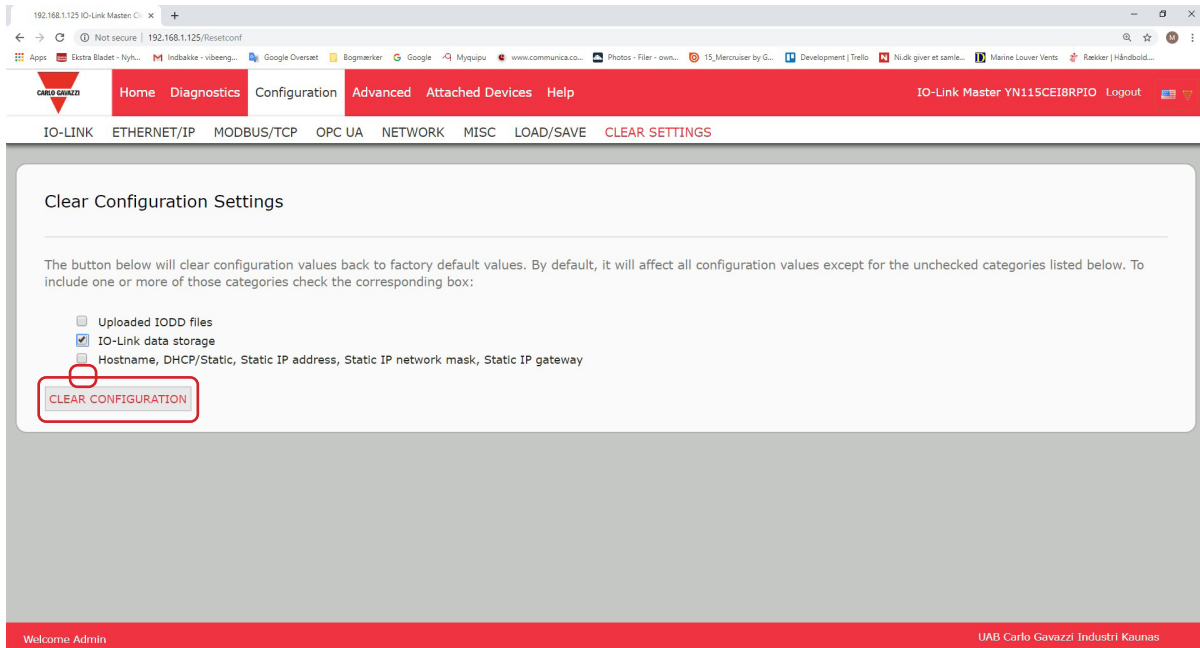 192.168.1.125 IO-Link Master: Cl
Not secure | 192.168.1.125/Resetconf
Apps Ekstra Bladet - Nyh... Indbakke - vibeeng... Google Oversæt Bogmærker Google Myquipu www.communica.co... Photos - Filer - own... 15_Mercruiser by G... Development | Trello Ni.dk giver et samle... Marine Louver Vents Rækker | Håndbold....
CARLO GAVAZZI Home Diagnostics Configuration Advanced Attached Devices Help IO-Link Master YN115CEI8RPIO Logout
IO-LINK ETHERNET/IP MODBUS/TCP OPC UA NETWORK MISC LOAD/SAVE CLEAR SETTINGS
Clear Configuration Settings
The button below will clear configuration values back to factory default values. By default, it will affect all configuration values except for the unchecked categories listed below. To
include one or more of those categories check the corresponding box:
Uploaded IODD files
IO-Link data storage
Hostname, DHCP/Static, Static IP address, Static IP network mask, Static IP gateway
CLEAR CONFIGURATION
Welcome Admin UAB Carlo Gavazzi Industri Kaunas